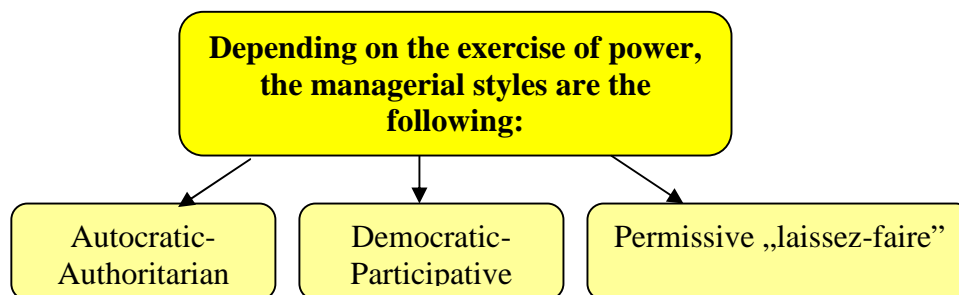 Depending on the exercise of power,
the managerial styles are the
following:
Autocratic-
Authoritarian
Democratic-
Participative
Permissive „laissez-faire”